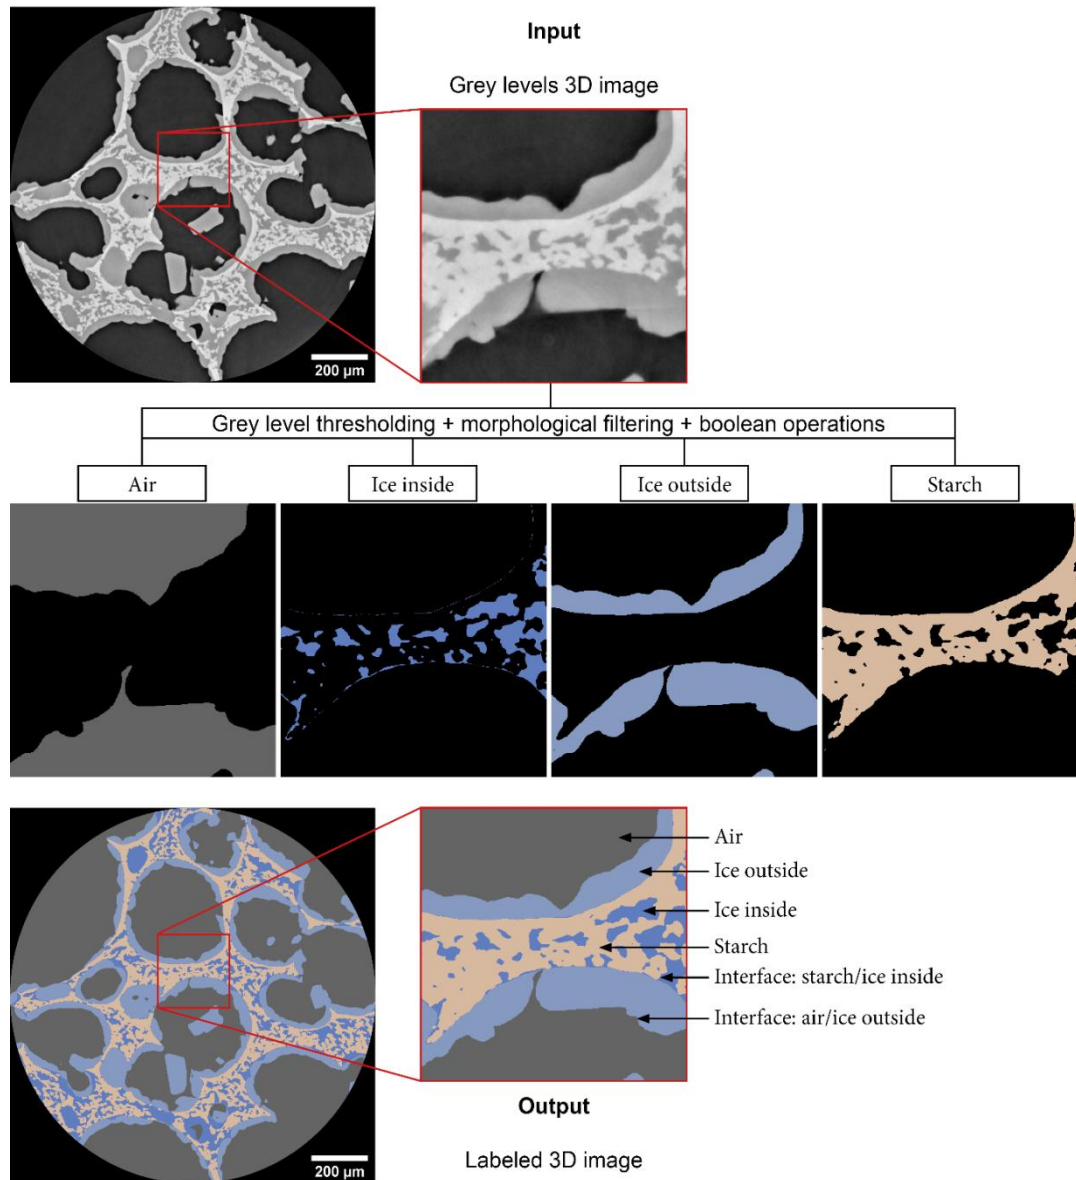 Input
Grey levels 3D image
200 µm
Grey level thresholding + morphological filtering + boolean operations
Air
Ice inside
Ice outside
Starch
Air
Ice outside
Ice inside
Starch
Interface: starch/ice inside
Interface: air/ice outside
Output
200 µm
Labeled 3D image